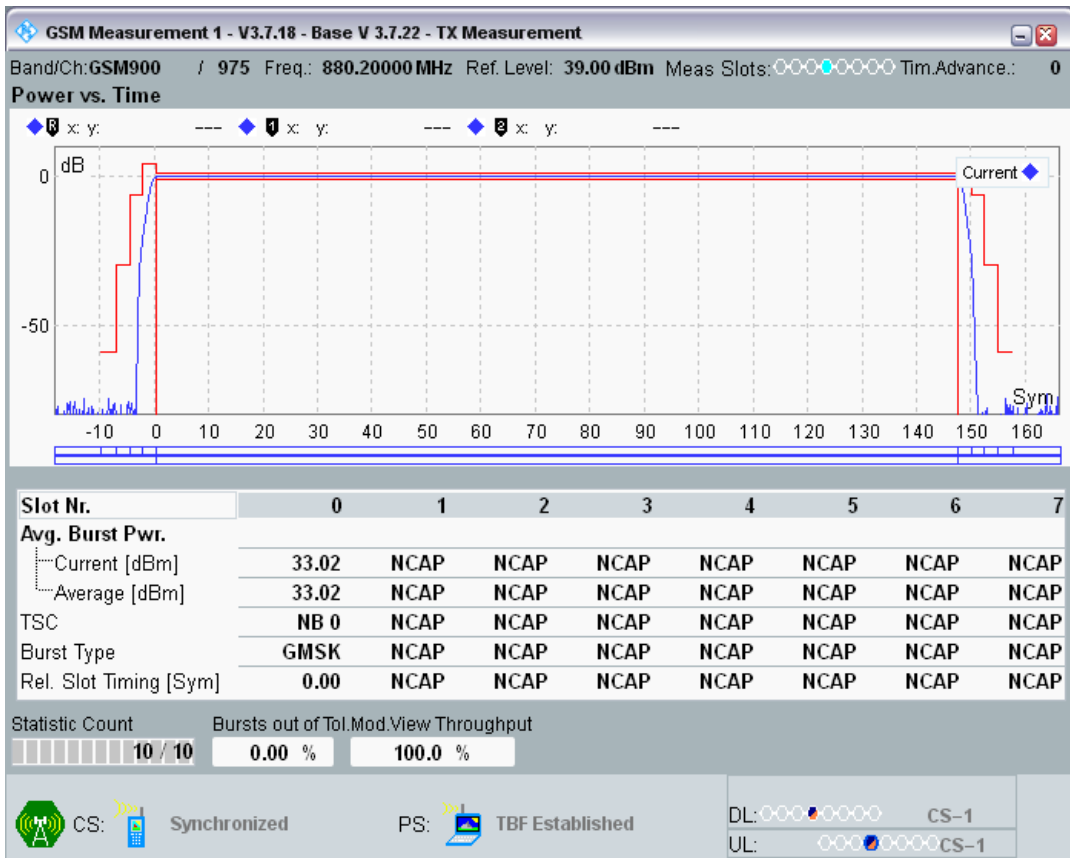 GSM Measurement 1 - V3.7.18 - Base V 3.7.22 - TX Measurement
Band/Ch:GSM900 / 975 Freq.: 880.20000 MHz Ref. Level: 39.00 dBm Meas Slots: Tim.Advance.: 0
Power vs. Time
R x: y: --- 1 x: y: --- 2 x: y: ---
dB
Current
0
-50
Sym
-10 0 10 20 30 40 50 60 70 80 90 100 110 120 130 140 150 160
Slot Nr. 0 1 2 3 4 5 6 7
Avg. Burst Pwr.
Current [dBm] 33.02 NCAP NCAP NCAP NCAP NCAP NCAP NCAP
Average [dBm] 33.02 NCAP NCAP NCAP NCAP NCAP NCAP NCAP
TSC NB 0 NCAP NCAP NCAP NCAP NCAP NCAP NCAP
Burst Type GMSK NCAP NCAP NCAP NCAP NCAP NCAP NCAP
Rel. Slot Timing [Sym] 0.00 NCAP NCAP NCAP NCAP NCAP NCAP NCAP
Statistic Count Bursts out of Tol.Mod.View Throughput
10 / 10 0.00 % 100.0 %
CS: Synchronized PS: TBF Established
DL: CS-1
UL: CS-1